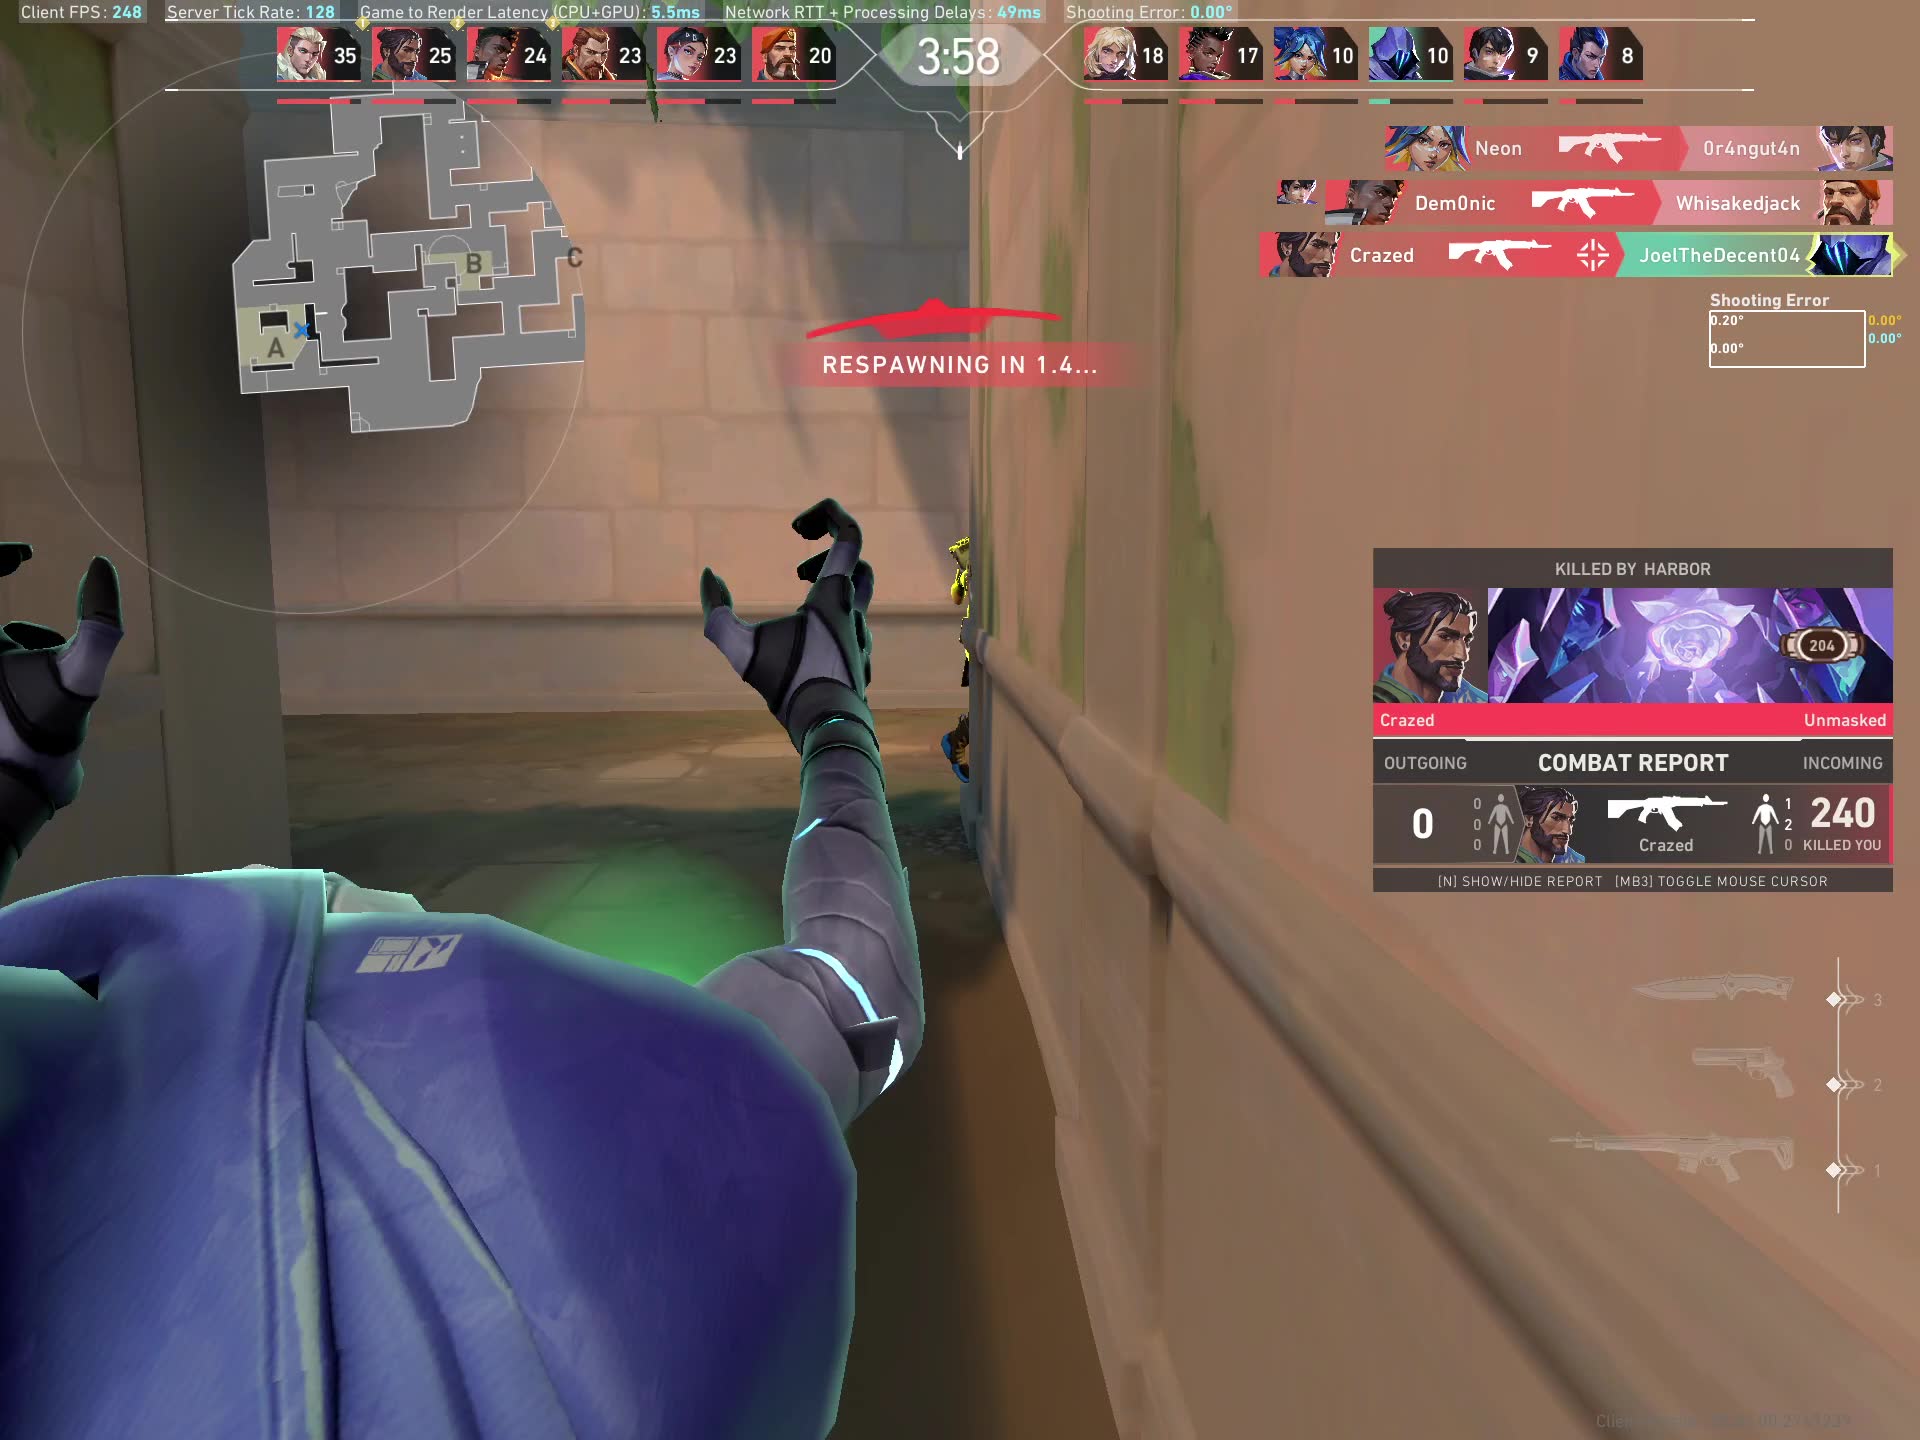 Client FPS: 248 Server Tick Rate: 128 Game to Render Latency (CPU+GPU): 5.5ms Network RTT + Processing Delays: 49ms Shooting Error: 0.00°
35 25 24 23 23 20 3:58 18 17 10 10 9 8
Neon 0r4ngut4n
Dem0nic Whisakedjack
Crazed JoelTheDecent04
B
C
A
Shooting Error
0.20° 0.00°
0.00°
0.00°
RESPAWNING IN 1.4...
KILLED BY HARBOR
204
Crazed Unmasked
OUTGOING COMBAT REPORT INCOMING
0
0
0
0
Crazed
1
2
0
240
KILLED YOU
[N] SHOW/HIDE REPORT [MB3] TOGGLE MOUSE CURSOR
3
2
1